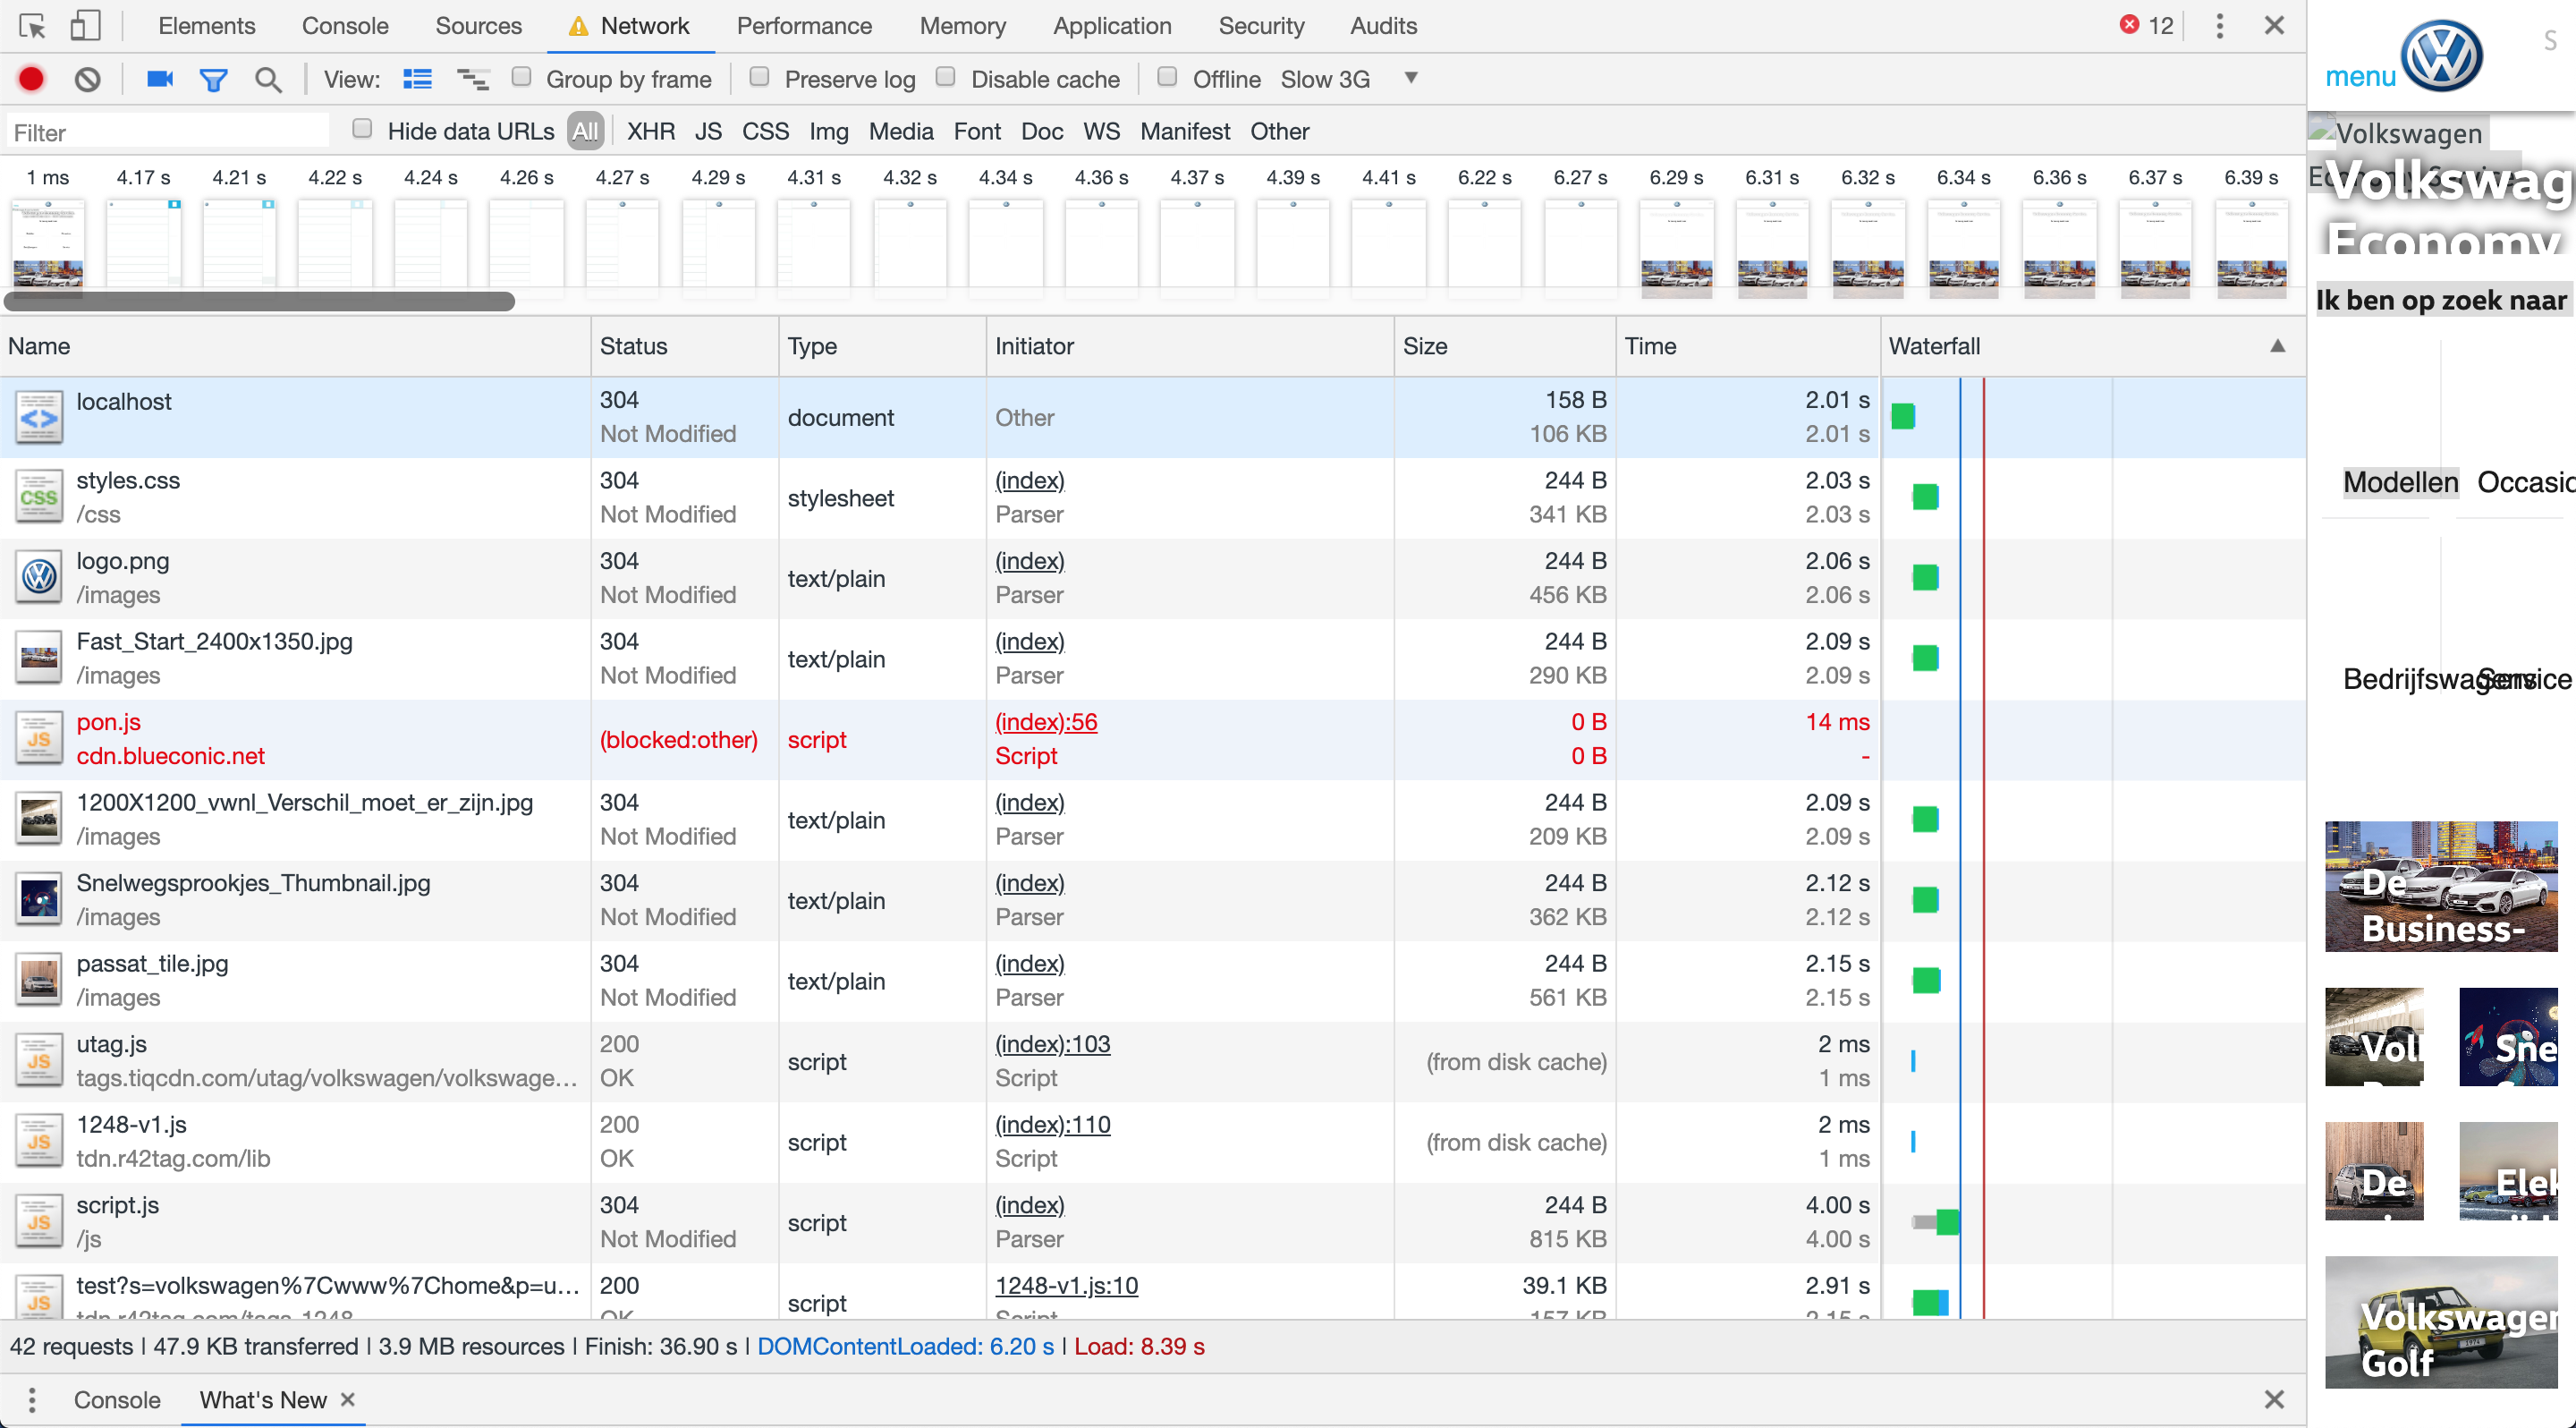 Elements Console Sources Network Performance Memory Application Security Audits 12
View: Group by frame Preserve log Disable cache Offline Slow 3G
Filter Hide data URLs All XHR JS CSS Img Media Font Doc WS Manifest Other
1 ms 4.17 s 4.21 s 4.22 s 4.24 s 4.26 s 4.27 s 4.29 s 4.31 s 4.32 s 4.34 s 4.36 s 4.37 s 4.39 s 4.41 s 6.22 s 6.27 s 6.29 s 6.31 s 6.32 s 6.34 s 6.36 s 6.37 s 6.39 s
Name Status Type Initiator Size Time Waterfall
localhost 304 Not Modified document Other 158 B 106 KB 2.01 s 2.01 s
styles.css /css 304 Not Modified stylesheet (index) Parser 244 B 341 KB 2.03 s 2.03 s
logo.png /images 304 Not Modified text/plain (index) Parser 244 B 456 KB 2.06 s 2.06 s
Fast_Start_2400x1350.jpg /images 304 Not Modified text/plain (index) Parser 244 B 290 KB 2.09 s 2.09 s
pon.js cdn.blueconic.net (blocked:other) script (index):56 Script 0 B 0 B 14 ms -
1200X1200_vwnl_Verschil_moet_er_zijn.jpg /images 304 Not Modified text/plain (index) Parser 244 B 209 KB 2.09 s 2.09 s
Snelwegsprookjes_Thumbnail.jpg /images 304 Not Modified text/plain (index) Parser 244 B 362 KB 2.12 s 2.12 s
passat_tile.jpg /images 304 Not Modified text/plain (index) Parser 244 B 561 KB 2.15 s 2.15 s
utag.js tags.tiqcdn.com/utag/volkswagen/volkswage... 200 OK script (index):103 Script (from disk cache) 2 ms 1 ms
1248-v1.js tdn.r42tag.com/lib 200 OK script (index):110 Script (from disk cache) 2 ms 1 ms
script.js /js 304 Not Modified script (index) Parser 244 B 815 KB 4.00 s 4.00 s
test?s=volkswagen%7Cwww%7Chome&p=u... tdn.r42tag.com/tags-1248 200 OK script 1248-v1.js:10 Script 39.1 KB 157 KB 2.91 s 2.15 s
42 requests | 47.9 KB transferred | 3.9 MB resources | Finish: 36.90 s | DOMContentLoaded: 6.20 s | Load: 8.39 s
Console What's New
menu S
Volkswagen
Economy Service
Volkswag
Economy
Ik ben op zoek naar
Modellen Occasio
Bedrijfswagens Service
De
Business-
Voll Sne
De Elek
Volkswagen
Golf